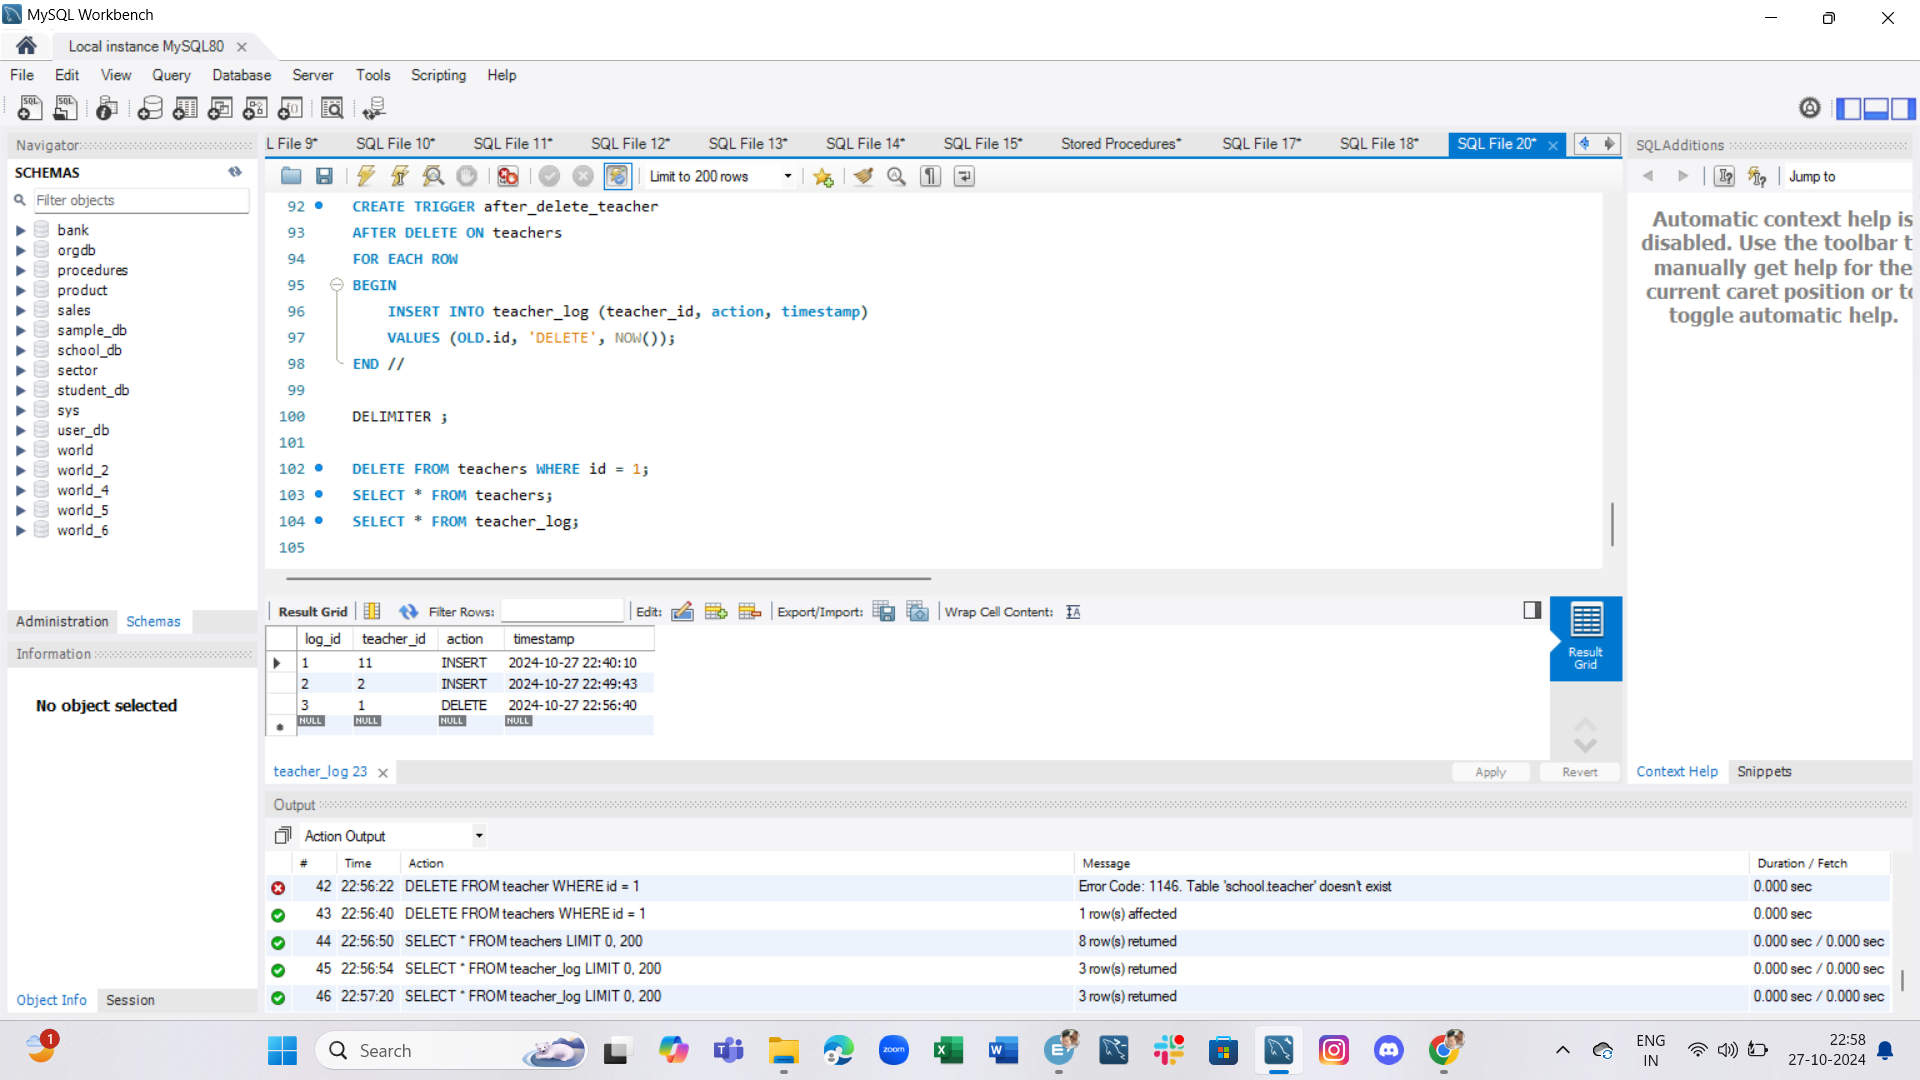 MySQL Workbench
Local instance MySQL80
File Edit View Query Database Server Tools Scripting Help
Navigator
L File 9* SQL File 10* SQL File 11* SQL File 12* SQL File 13* SQL File 14* SQL File 15* Stored Procedures* SQL File 17* SQL File 18* SQL File 20*
SQLAdditions
SCHEMAS
Limit to 200 rows
Jump to
Filter objects
bank
orgdb
procedures
product
sales
sample_db
school_db
sector
student_db
sys
user_db
world
world_2
world_4
world_5
world_6
92 CREATE TRIGGER after_delete_teacher
93 AFTER DELETE ON teachers
94 FOR EACH ROW
95 BEGIN
96 INSERT INTO teacher_log (teacher_id, action, timestamp)
97 VALUES (OLD.id, 'DELETE', NOW());
98 END //
99
100 DELIMITER ;
101
102 DELETE FROM teachers WHERE id = 1;
103 SELECT * FROM teachers;
104 SELECT * FROM teacher_log;
105
Automatic context help is
disabled. Use the toolbar t
manually get help for the
current caret position or to
toggle automatic help.
Administration Schemas
Information
No object selected
Result Grid Filter Rows: Edit: Export/Import: Wrap Cell Content:
log_id teacher_id action timestamp
1 11 INSERT 2024-10-27 22:40:10
2 2 INSERT 2024-10-27 22:49:43
3 1 DELETE 2024-10-27 22:56:40
NULL NULL NULL NULL
Result
Grid
teacher_log 23
Apply Revert
Context Help Snippets
Output
Action Output
# Time Action Message Duration / Fetch
42 22:56:22 DELETE FROM teacher WHERE id = 1 Error Code: 1146. Table 'school.teacher' doesn't exist 0.000 sec
43 22:56:40 DELETE FROM teachers WHERE id = 1 1 row(s) affected 0.000 sec
44 22:56:50 SELECT * FROM teachers LIMIT 0, 200 8 row(s) returned 0.000 sec / 0.000 sec
45 22:56:54 SELECT * FROM teacher_log LIMIT 0, 200 3 row(s) returned 0.000 sec / 0.000 sec
46 22:57:20 SELECT * FROM teacher_log LIMIT 0, 200 3 row(s) returned 0.000 sec / 0.000 sec
Object Info Session
1
Search
zoom
ENG
IN
22:58
27-10-2024